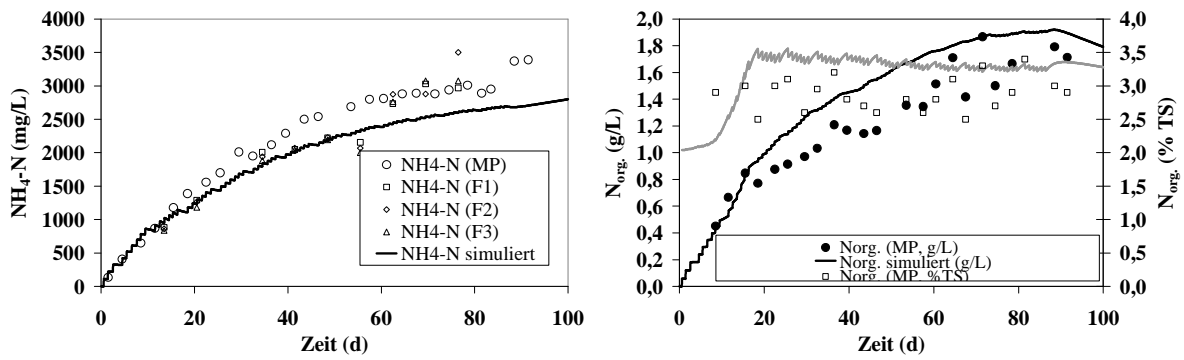 NH₄-N (mg/L)
4000
3500
3000
2500
2000
1500
1000
500
0
NH4-N (MP)
NH4-N (F1)
NH4-N (F2)
NH4-N (F3)
NH4-N simuliert
0 20 40 60 80 100
Zeit (d)
Norg. (g/L)
2,0
1,8
1,6
1,4
1,2
1,0
0,8
0,6
0,4
0,2
0,0
Norg. (MP, g/L)
Norg. simuliert (g/L)
Norg. (MP, %TS)
4,0
3,5
3,0
2,5
2,0
1,5
1,0
0,5
0,0
Norg. (% TS)
0 20 40 60 80 100
Zeit (d)